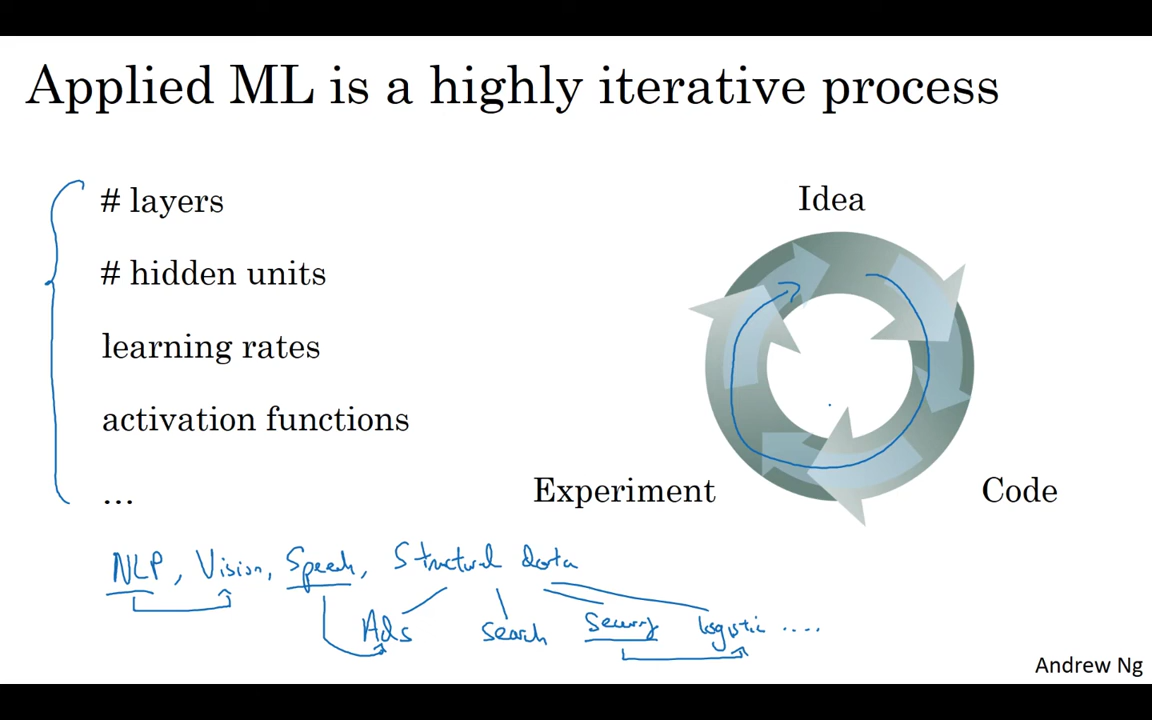 Applied ML is a highly iterative process
# layers
# hidden units
learning rates
activation functions
...
Idea
Experiment
Code
NLP, Vision, Speech, Structural data
Ads Search Security logistic ....
Andrew Ng